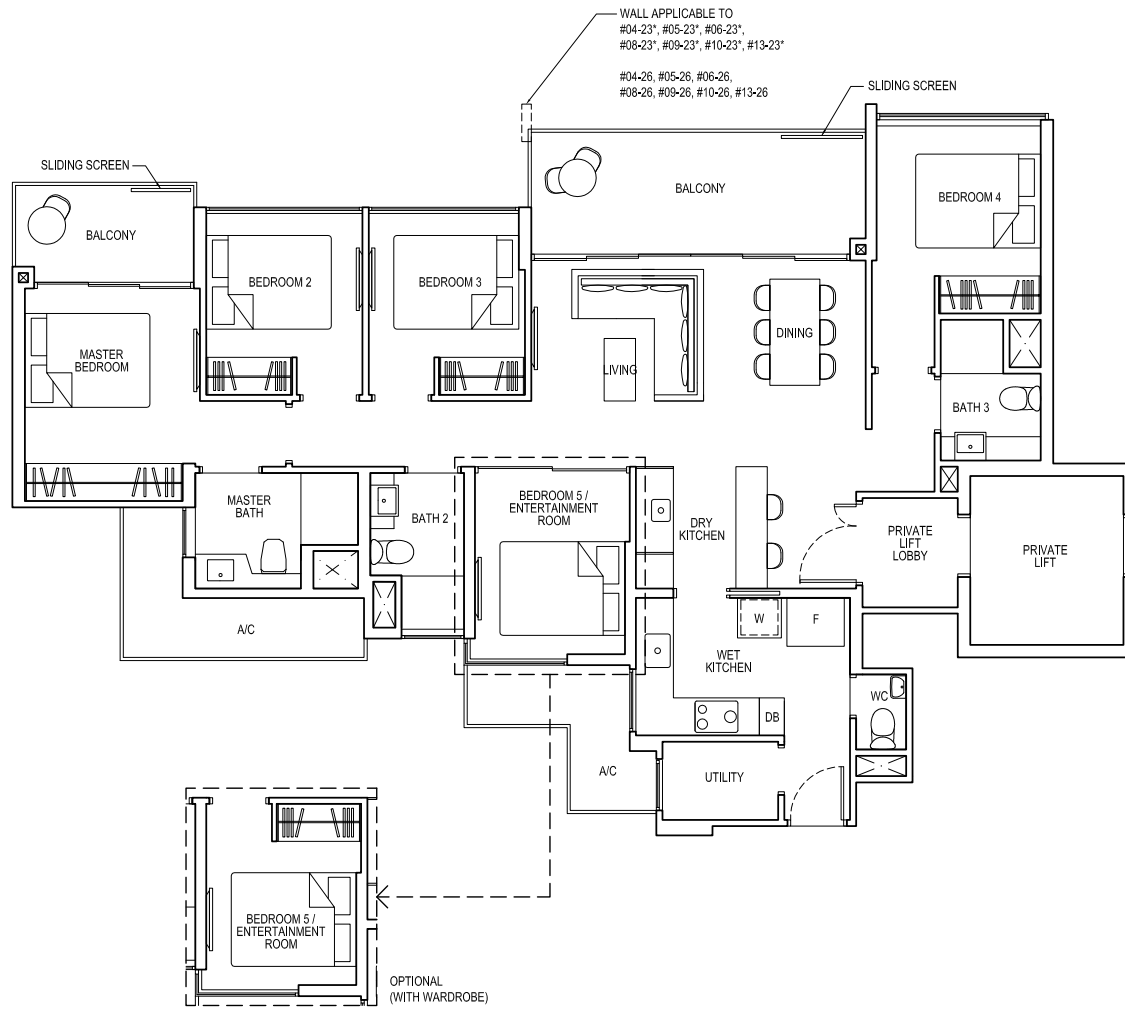 WALL APPLICABLE TO
#04-23*, #05-23*, #06-23*,
#08-23*, #09-23*, #10-23*, #13-23*
#04-26, #05-26, #06-26,
#08-26, #09-26, #10-26, #13-26
SLIDING SCREEN
SLIDING SCREEN
BALCONY
BEDROOM 4
BALCONY
BEDROOM 2
BEDROOM 3
DINING
MASTER
BEDROOM
LIVING
BATH 3
MASTER
BATH
BATH 2
BEDROOM 5 /
ENTERTAINMENT
ROOM
DRY
KITCHEN
PRIVATE
LIFT
LOBBY
PRIVATE
LIFT
A/C
W
F
WET
KITCHEN
WC
DB
A/C
UTILITY
BEDROOM 5 /
ENTERTAINMENT
ROOM
OPTIONAL
(WITH WARDROBE)